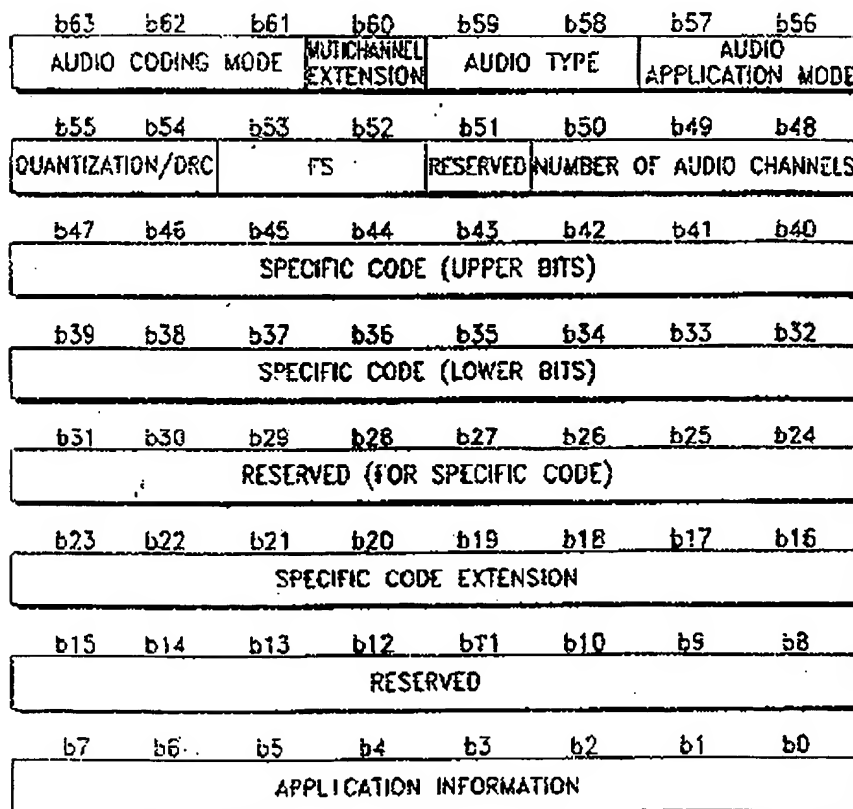 b63 b62 b61 b60 b59 b58 b57 b56
AUDIO CODING MODE
MUTICHANNEL
EXTENSION
AUDIO TYPE
AUDIO
APPLICATION MODE
b55 b54 b53 b52 b51 b50 b49 b48
QUANTIZATION/DRC FS RESERVED NUMBER OF AUDIO CHANNELS
b47 b46 b45 b44 b43 b42 b41 b40
SPECIFIC CODE (UPPER BITS)
b39 b38 b37 b36 b35 b34 b33 b32
SPECIFIC CODE (LOWER BITS)
b31 b30 b29 b28 b27 b26 b25 b24
RESERVED (FOR SPECIFIC CODE)
b23 b22 b21 b20 b19 b18 b17 b16
SPECIFIC CODE EXTENSION
b15 b14 b13 b12 b11 b10 b9 b8
RESERVED
b7 b6 b5 b4 b3 b2 b1 b0
APPLICATION INFORMATION